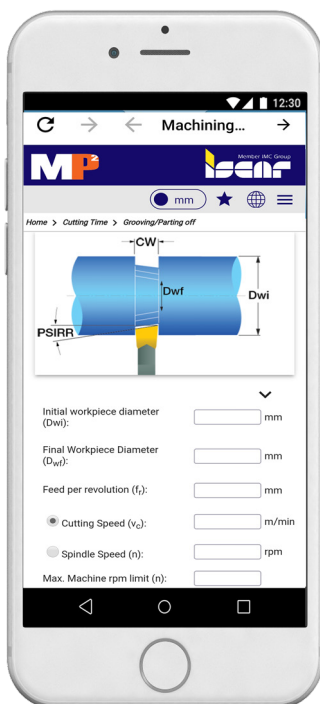 12:30
Machining...
MP²
Member IMC Group
iscar
mm
Home > Cutting Time > Grooving/Parting off
CW
Dwf
Dwi
PSIRR
Initial workpiece diameter
(Dwi):
mm
Final Workpiece Diameter
(Dwf):
mm
Feed per revolution (fr):
mm
Cutting Speed (vc):
m/min
Spindle Speed (n):
rpm
Max. Machine rpm limit (n):